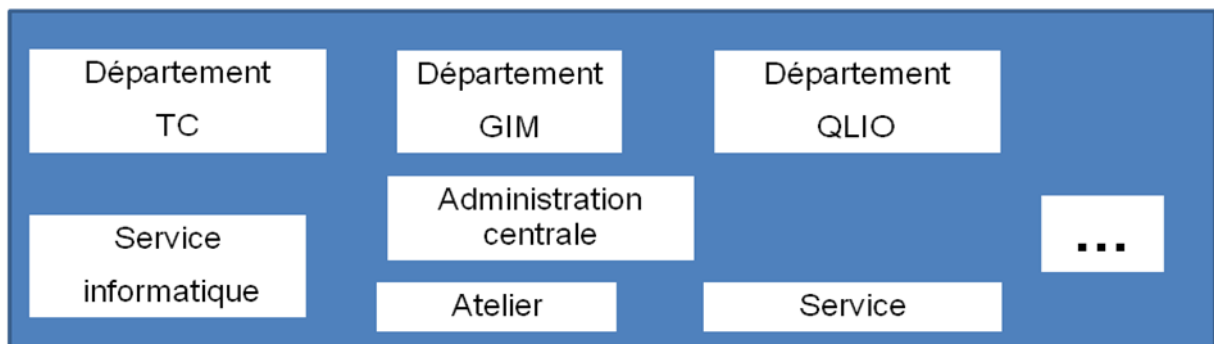 Département
TC
Département
GIM
Département
QLIO
Administration
centrale
Service
informatique
...
Atelier
Service